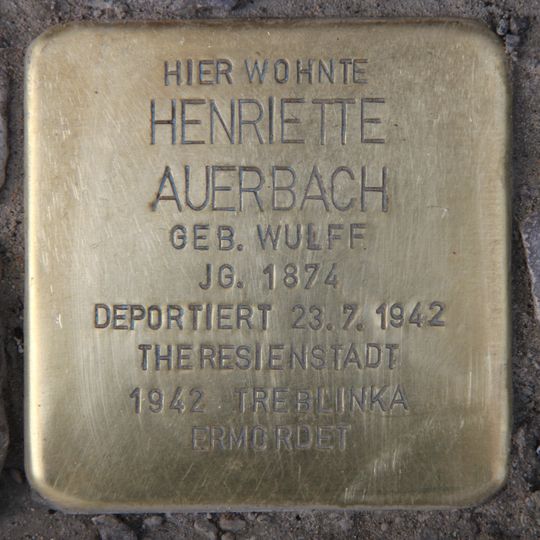 HIER WOHNTE
HENRIETTE
AUERBACH
GEB. WULFF
JG. 1874
DEPORTIERT 23.7.1942
THERESIENSTADT
1942 TREBLINKA
ERMORDET